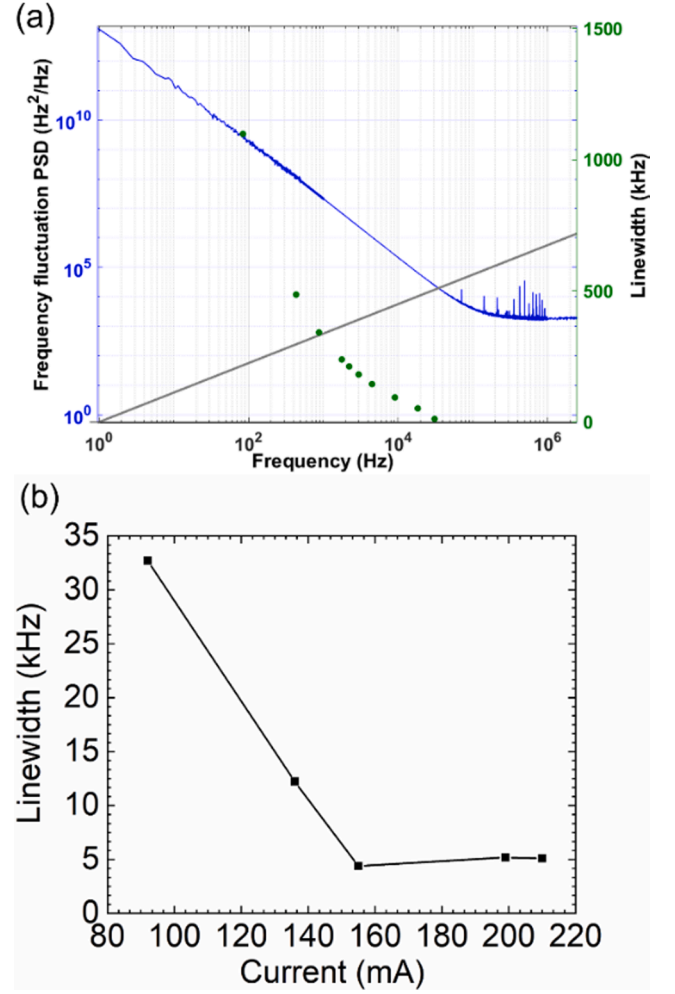 (a)
Frequency fluctuation PSD (Hz²/Hz)
10¹⁰
10⁵
10⁰
1500
1000
500
0
Linewidth (kHz)
10⁰ 10² 10⁴ 10⁶
Frequency (Hz)
(b)
Linewidth (kHz)
35
30
25
20
15
10
5
0
80 100 120 140 160 180 200 220
Current (mA)